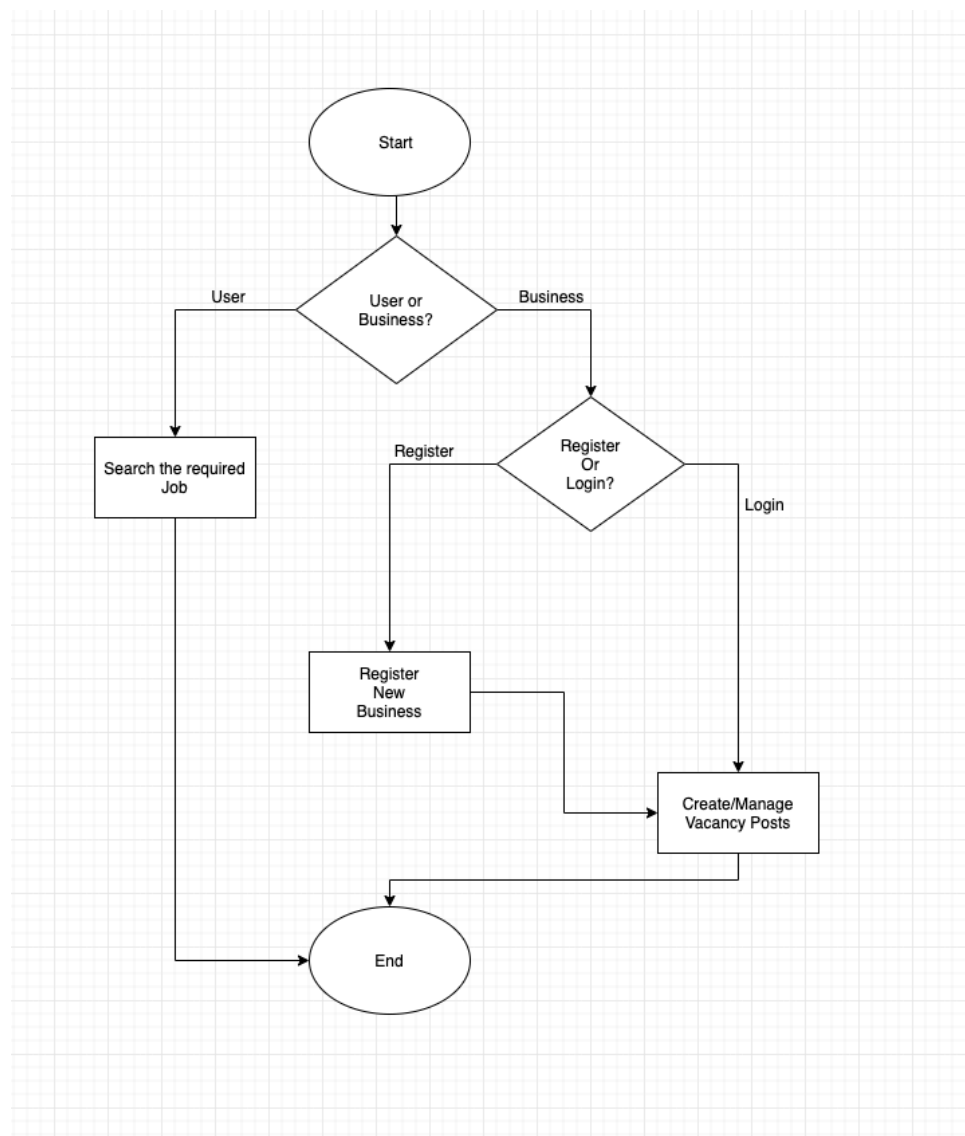 Start
User or
Business?
User
Business
Register
Or
Login?
Register
Login
Search the required
Job
Register
New
Business
Create/Manage
Vacancy Posts
End